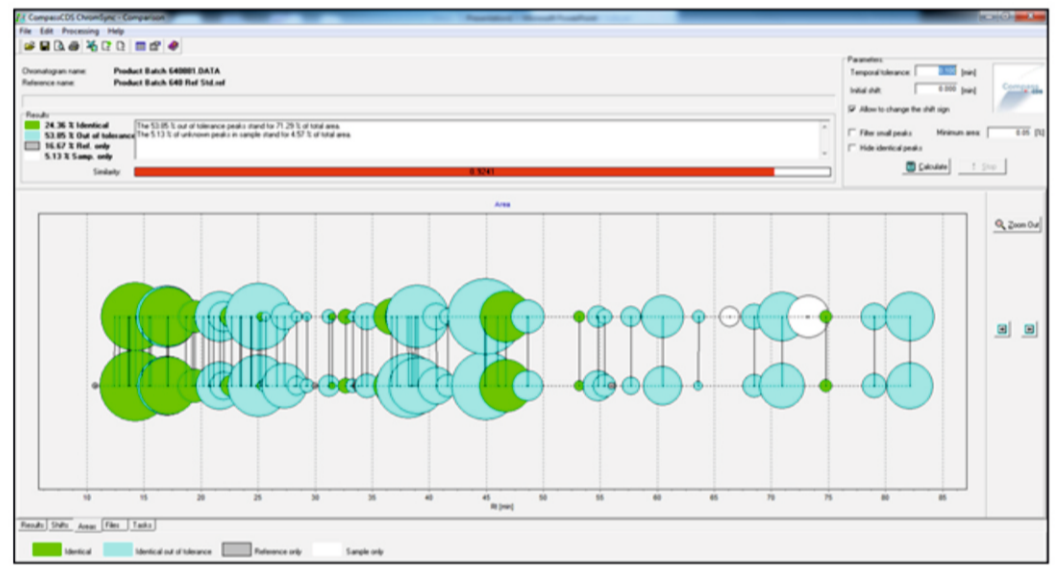 CompassCDS ChromSync - Comparison
File Edit Processing Help
Chromatogram name: Product Batch 640001.DATA
Reference name: Product Batch 640 Ref Std.ref
Results
24.36 % Identical
53.85 % Out of tolerance
16.67 % Ref. only
5.13 % Samp. only
The 53.85 % out of tolerance peaks stand for 71.29 % of total area.
The 5.13 % of unknown peaks in sample stand for 4.57 % of total area.
Similarity: 0.9241
Parameters
Temporal tolerance: [min]
Initial shift: 0.000 [min]
Allow to change the shift sign
Filter small peaks Minimum area: 0.05 [%]
Hide identical peaks
Calculate Stop
Compass
Area
Zoom Out
10 15 20 25 30 35 40 45 50 55 60 65 70 75 80 85
Rt [min]
Results Shifts Areas Files Tasks
Identical Identical out of tolerance Reference only Sample only